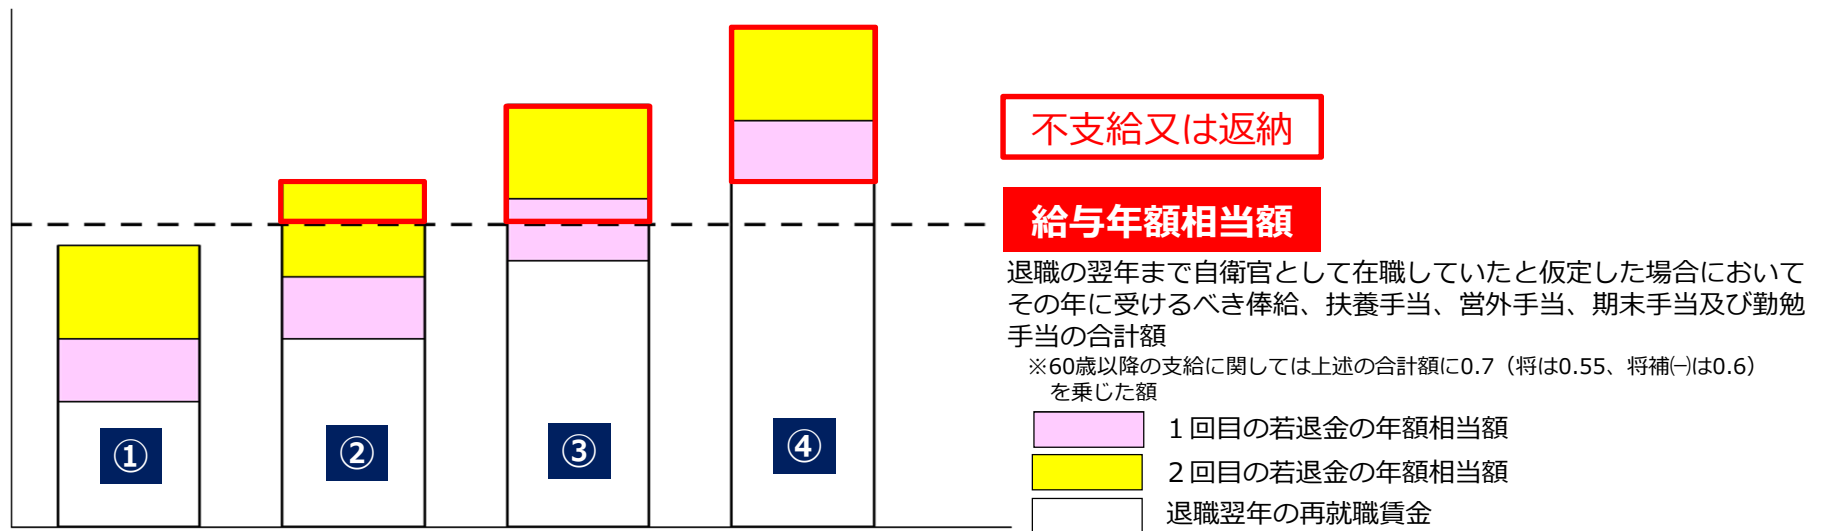 不支給又は返納
給与年額相当額
退職の翌年まで自衛官として在職していたと仮定した場合において
その年に受けるべき俸給、扶養手当、営外手当、期末手当及び勤勉
手当の合計額
※60歳以降の支給に関しては上述の合計額に0.7（将は0.55、将補㈠は0.6）
を乗じた額
１回目の若退金の年額相当額
２回目の若退金の年額相当額
退職翌年の再就職賃金
①
②
③
④